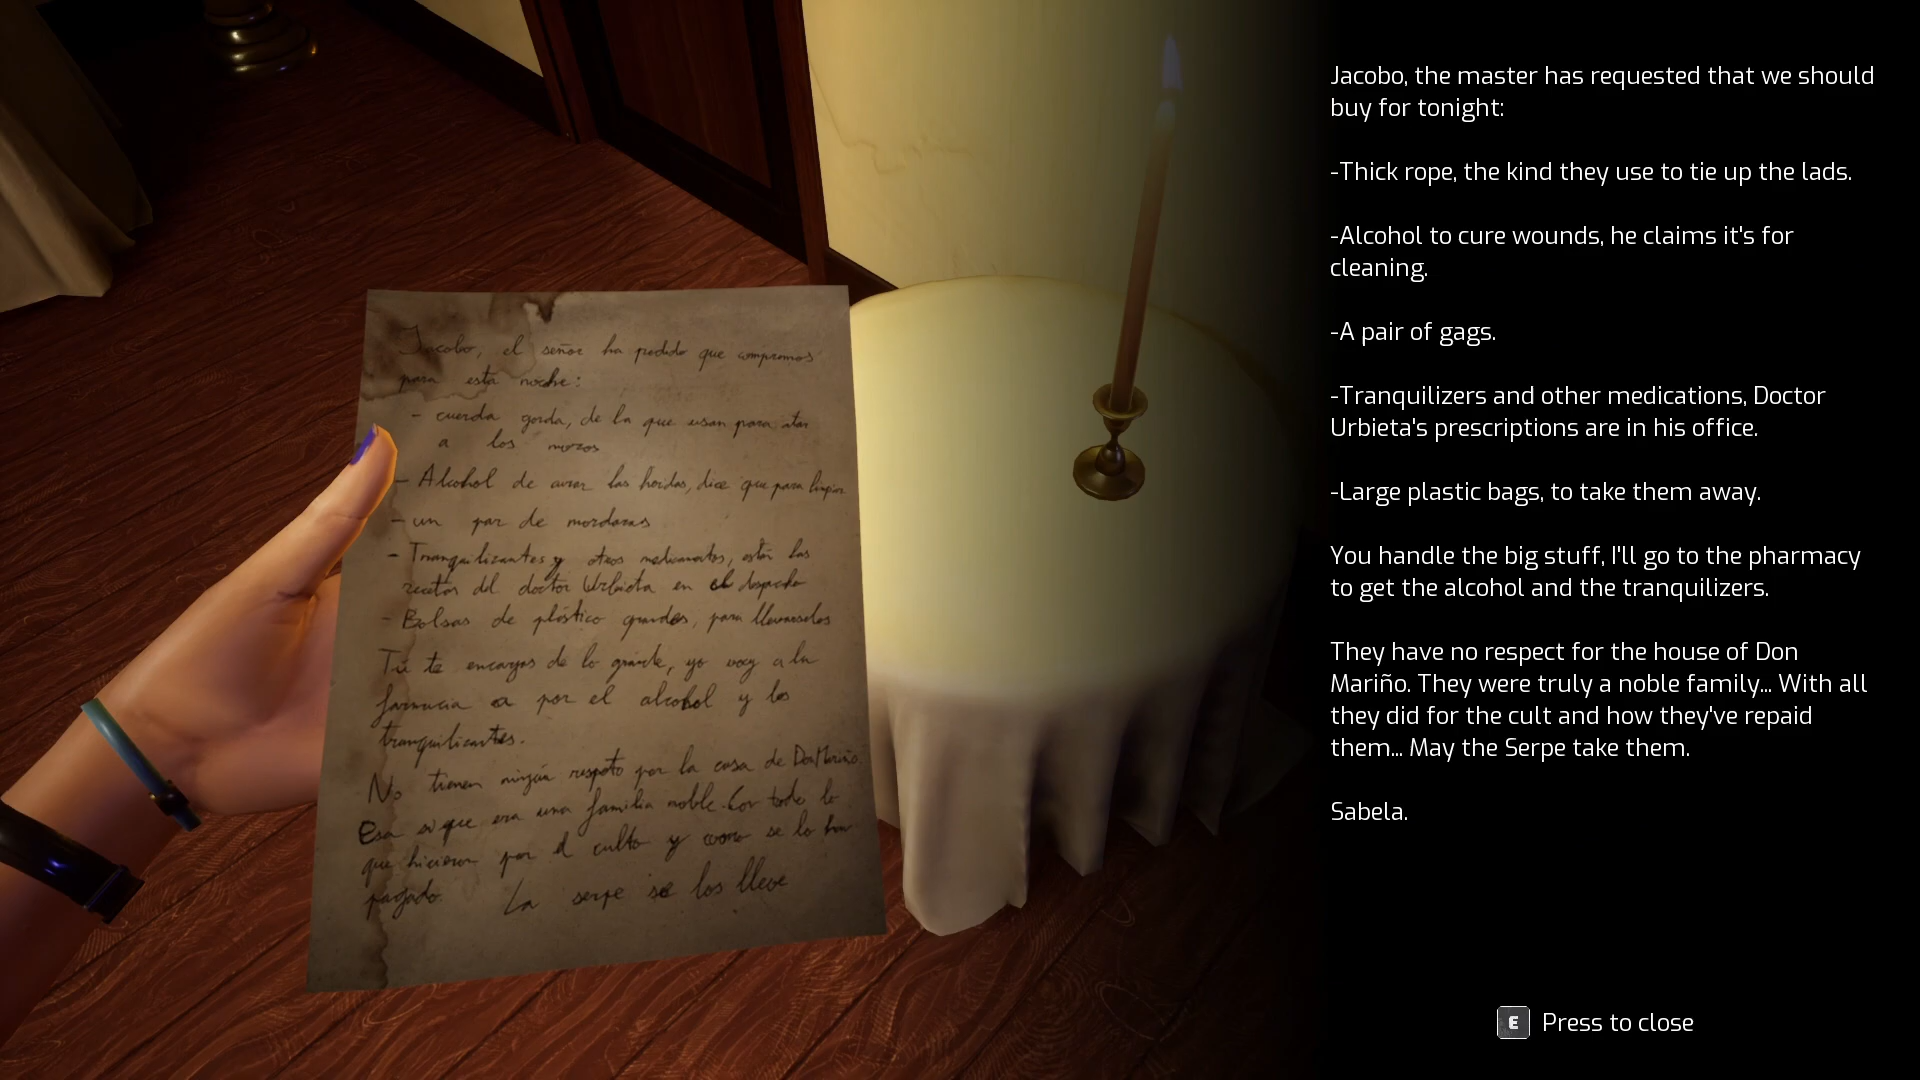 Jacobo, el señor ha pedido que compremos
para esta noche:
- cuerda gorda, de la que usan para atar
a los mozos
- Alcohol de curar las heridas, dice que para limpiar
- un par de mordazas
- Tranquilizantes y otros medicamentos, están las
recetas del doctor Urbieta en el despacho
- Bolsas de plástico grandes, para llevárselos
Tú te encargas de lo grande, yo voy a la
farmacia a por el alcohol y los
tranquilizantes.
No tienen ningún respeto por la casa de Don Mariño.
Esa si que era una familia noble. Con todo lo
que hicieron por el culto y como se lo han
pagado. La serpe se los lleve
Jacobo, the master has requested that we should
buy for tonight:
-Thick rope, the kind they use to tie up the lads.
-Alcohol to cure wounds, he claims it's for
cleaning.
-A pair of gags.
-Tranquilizers and other medications, Doctor
Urbieta's prescriptions are in his office.
-Large plastic bags, to take them away.
You handle the big stuff, I'll go to the pharmacy
to get the alcohol and the tranquilizers.
They have no respect for the house of Don
Mariño. They were truly a noble family... With all
they did for the cult and how they've repaid
them... May the Serpe take them.
Sabela.
E Press to close